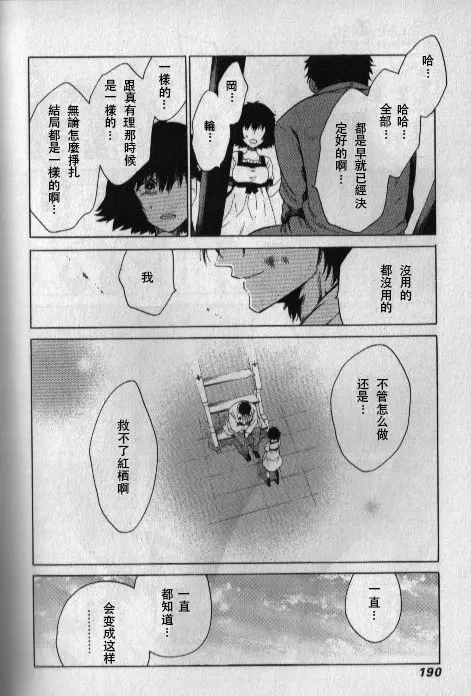 哈…
哈哈…
全部…
都是早就已經決
定好的啊…
岡…
輪…
一樣的…
跟真有理那時候
是一樣的…
無論怎麼掙扎
結局都是一樣的啊…
沒用的
都沒用的
我
不管怎么做
还是…
救不了紅栖啊
一直…
一直
都知道…
会变成这样
…………
190